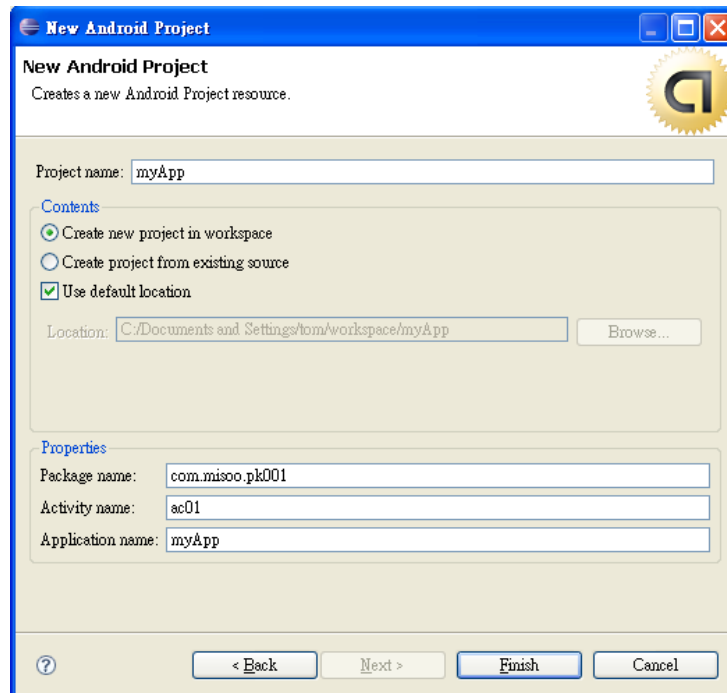 New Android Project
New Android Project
Creates a new Android Project resource.
Project name: myApp
Contents
Create new project in workspace
Create project from existing source
Use default location
Location: C:/Documents and Settings/tom/workspace/myApp Browse...
Properties
Package name: com.misoo.pk001
Activity name: ac01
Application name: myApp
? < Back Next > Finish Cancel